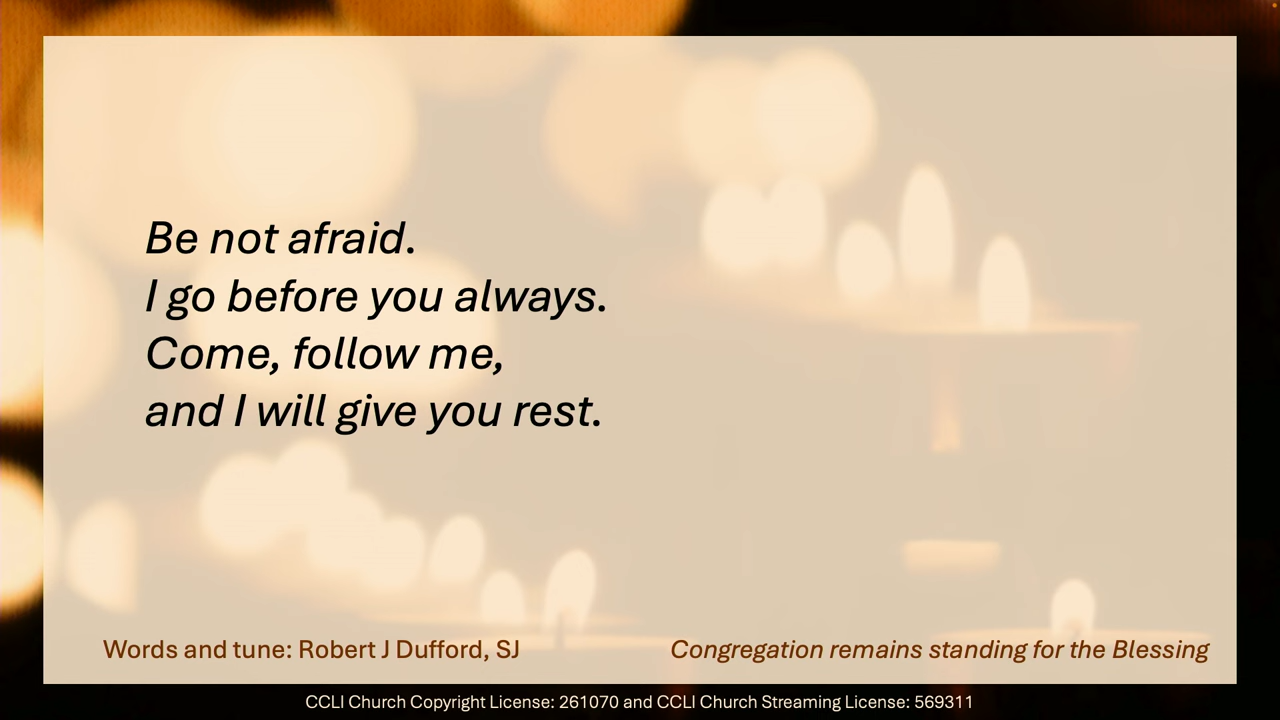 Be not afraid.
I go before you always.
Come, follow me,
and I will give you rest.
Words and tune: Robert J Dufford, SJ
Congregation remains standing for the Blessing
CCLI Church Copyright License: 261070 and CCLI Church Streaming License: 569311